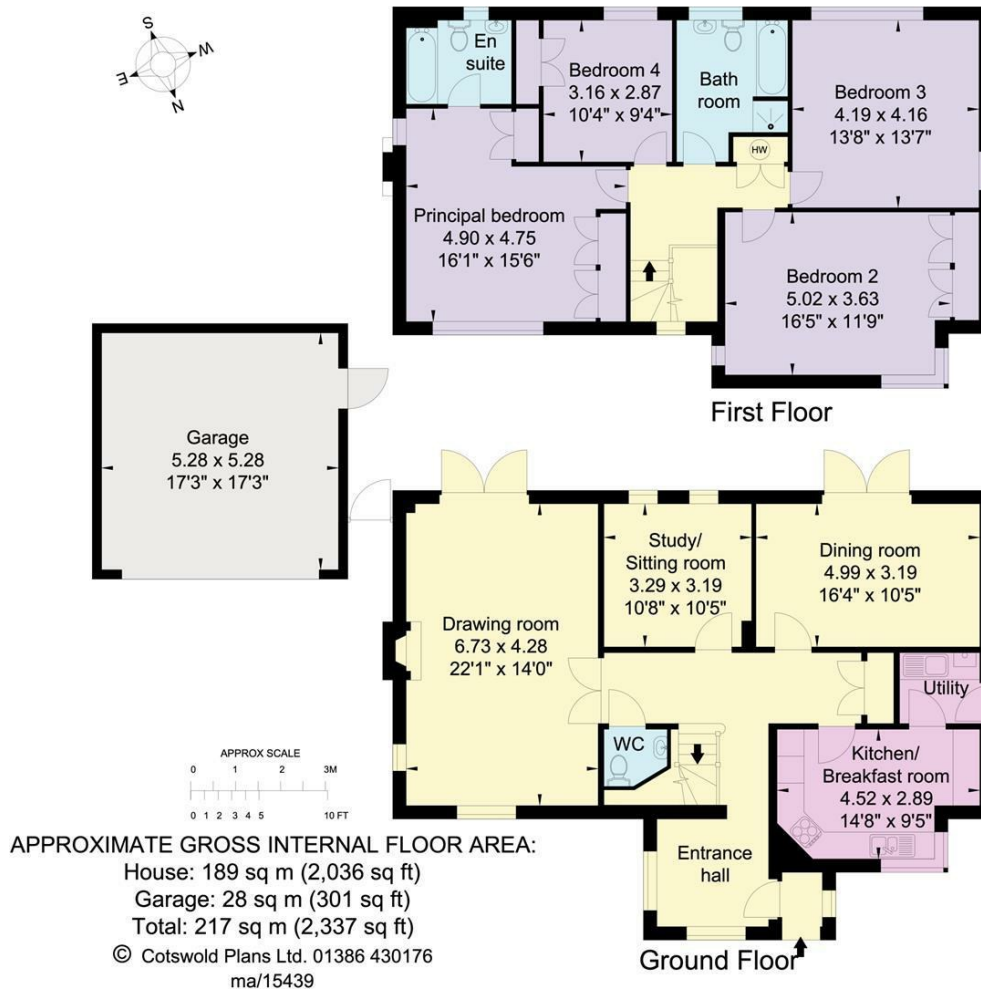 S
W
E
N
En
suite
Bedroom 4
3.16 x 2.87
10'4" x 9'4"
Bath
room
HW
Bedroom 3
4.19 x 4.16
13'8" x 13'7"
Principal bedroom
4.90 x 4.75
16'1" x 15'6"
Bedroom 2
5.02 x 3.63
16'5" x 11'9"
First Floor
Garage
5.28 x 5.28
17'3" x 17'3"
Drawing room
6.73 x 4.28
22'1" x 14'0"
Study/
Sitting room
3.29 x 3.19
10'8" x 10'5"
Dining room
4.99 x 3.19
16'4" x 10'5"
Utility
WC
Kitchen/
Breakfast room
4.52 x 2.89
14'8" x 9'5"
Entrance
hall
Ground Floor
APPROX SCALE
0 1 2 3M
0 1 2 3 4 5 10 FT
APPROXIMATE GROSS INTERNAL FLOOR AREA:
House: 189 sq m (2,036 sq ft)
Garage: 28 sq m (301 sq ft)
Total: 217 sq m (2,337 sq ft)
© Cotswold Plans Ltd. 01386 430176
ma/15439